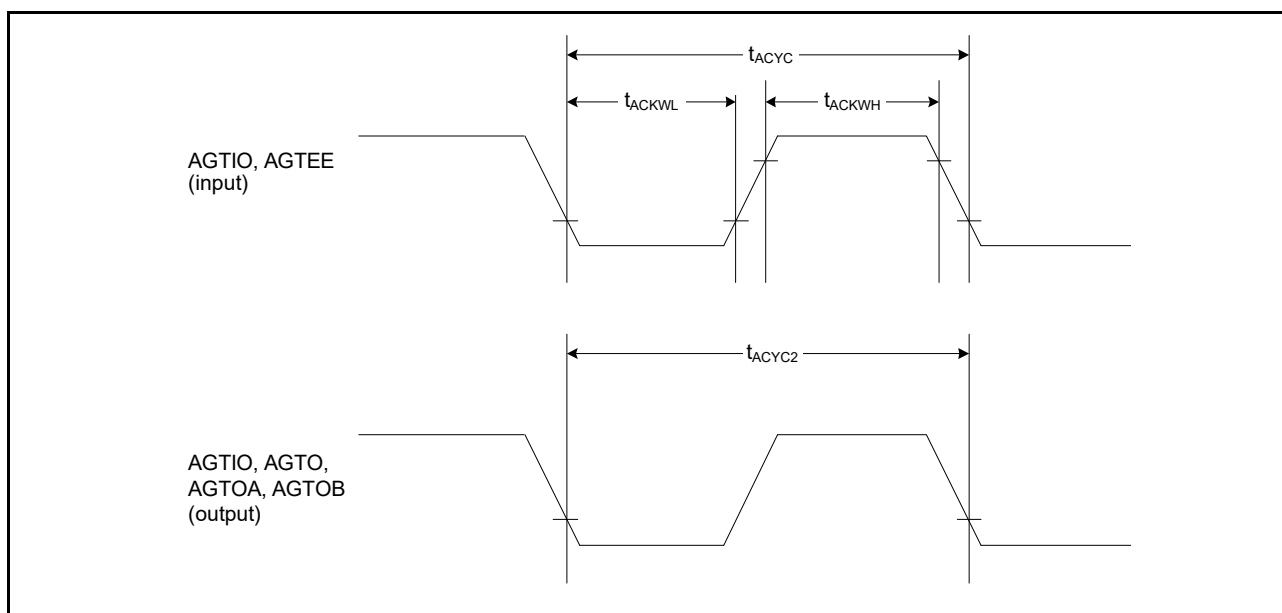 tACYC
tACKWL
tACKWH
AGTIO, AGTEE
(input)
tACYC2
AGTIO, AGTO,
AGTOA, AGTOB
(output)